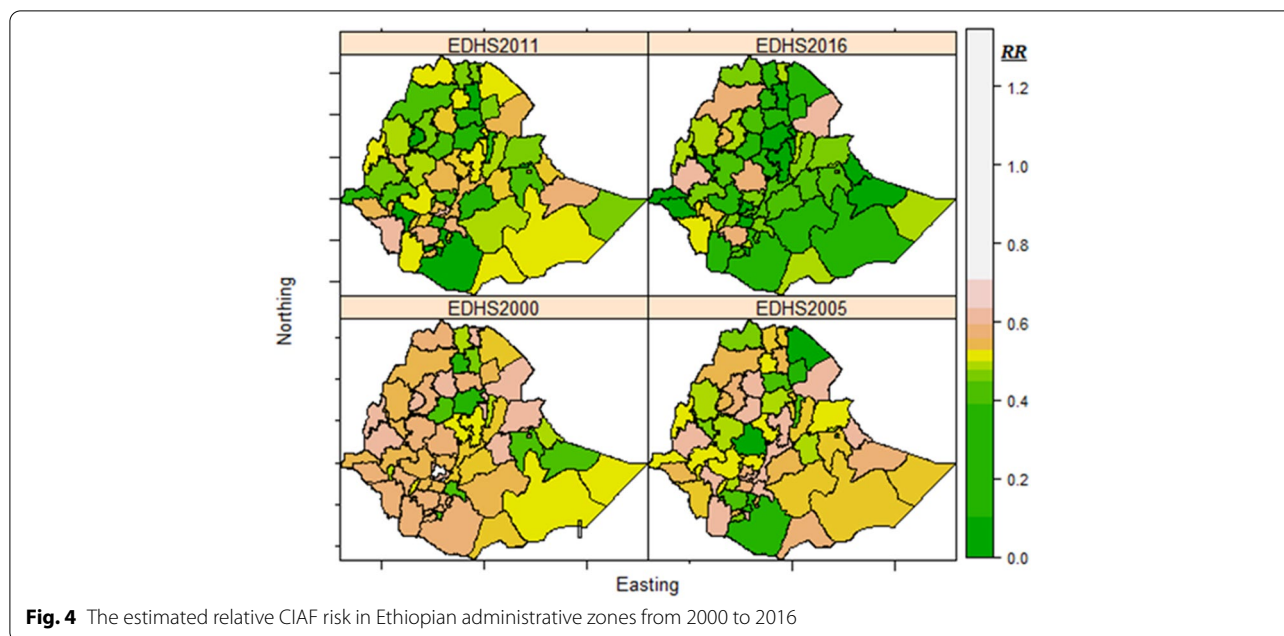 EDHS2011
EDHS2016
RR
1.2
1.0
0.8
0.6
0.4
0.2
0.0
Northing
EDHS2000
EDHS2005
Easting
Fig. 4 The estimated relative CIAF risk in Ethiopian administrative zones from 2000 to 2016